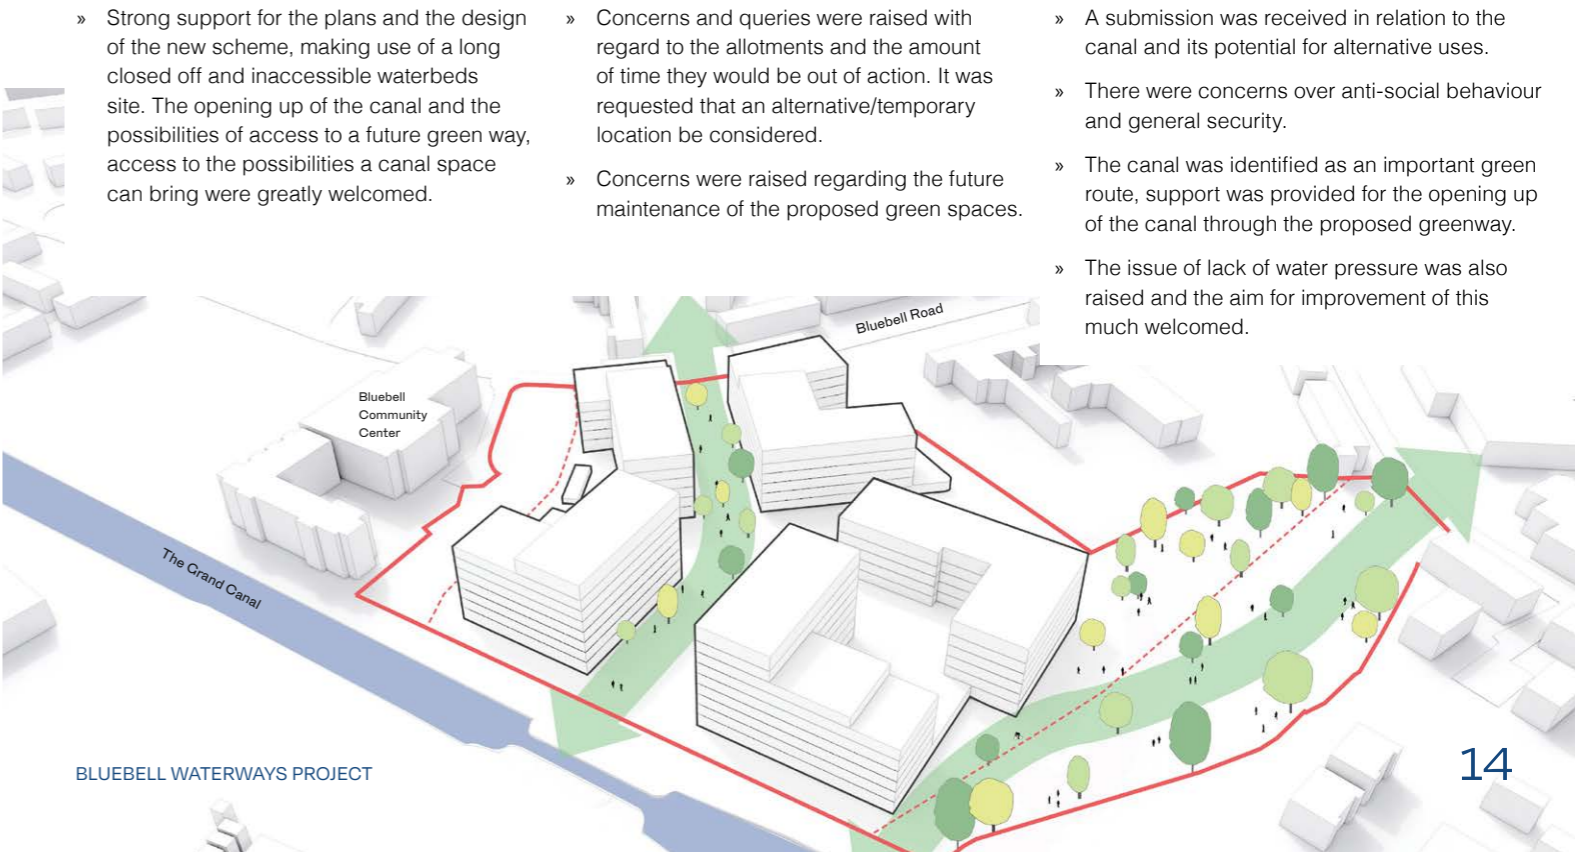 » Strong support for the plans and the design
of the new scheme, making use of a long
closed off and inaccessible waterbeds
site. The opening up of the canal and the
possibilities of access to a future green way,
access to the possibilities a canal space
can bring were greatly welcomed.
» Concerns and queries were raised with
regard to the allotments and the amount
of time they would be out of action. It was
requested that an alternative/temporary
location be considered.
» Concerns were raised regarding the future
maintenance of the proposed green spaces.
» A submission was received in relation to the
canal and its potential for alternative uses.
» There were concerns over anti-social behaviour
and general security.
» The canal was identified as an important green
route, support was provided for the opening up
of the canal through the proposed greenway.
» The issue of lack of water pressure was also
raised and the aim for improvement of this
much welcomed.
Bluebell Road
Bluebell
Community
Center
The Grand Canal
BLUEBELL WATERWAYS PROJECT
14